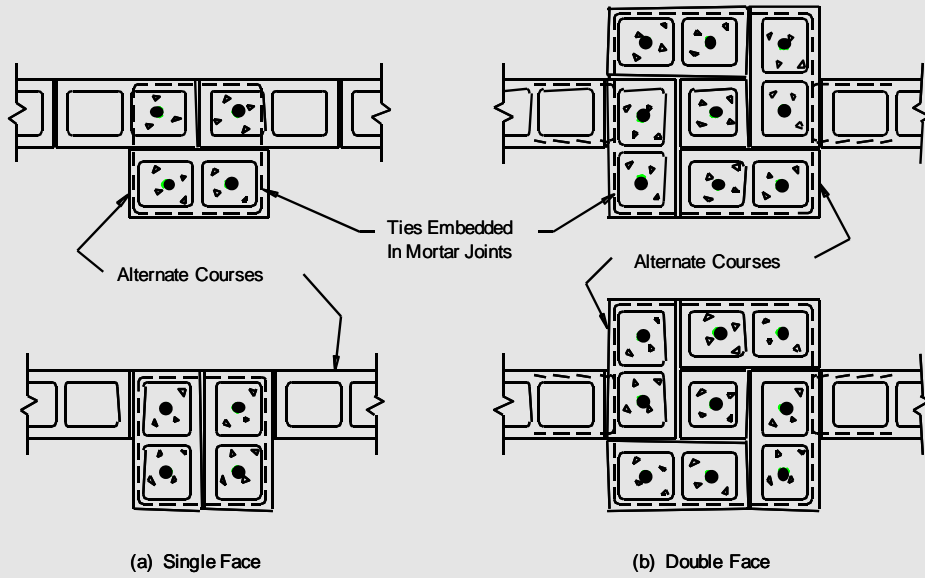 Ties Embedded
In Mortar Joints
Alternate Courses
Alternate Courses
(a) Single Face
(b) Double Face